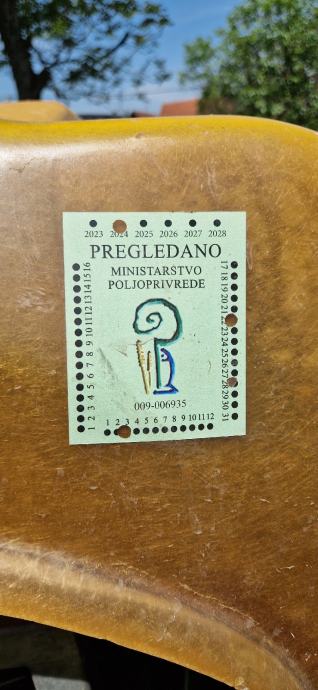 2023 2024 2025 2026 2027 2028
PREGLEDANO
MINISTARSTVO
POLJOPRIVREDE
1 2 3 4 5 6 7 8 9 10 11 12 13 14 15 16
17 18 19 20 21 22 23 24 25 26 27 28 29 30 31
009-006935
1 2 3 4 5 6 7 8 9 10 11 12